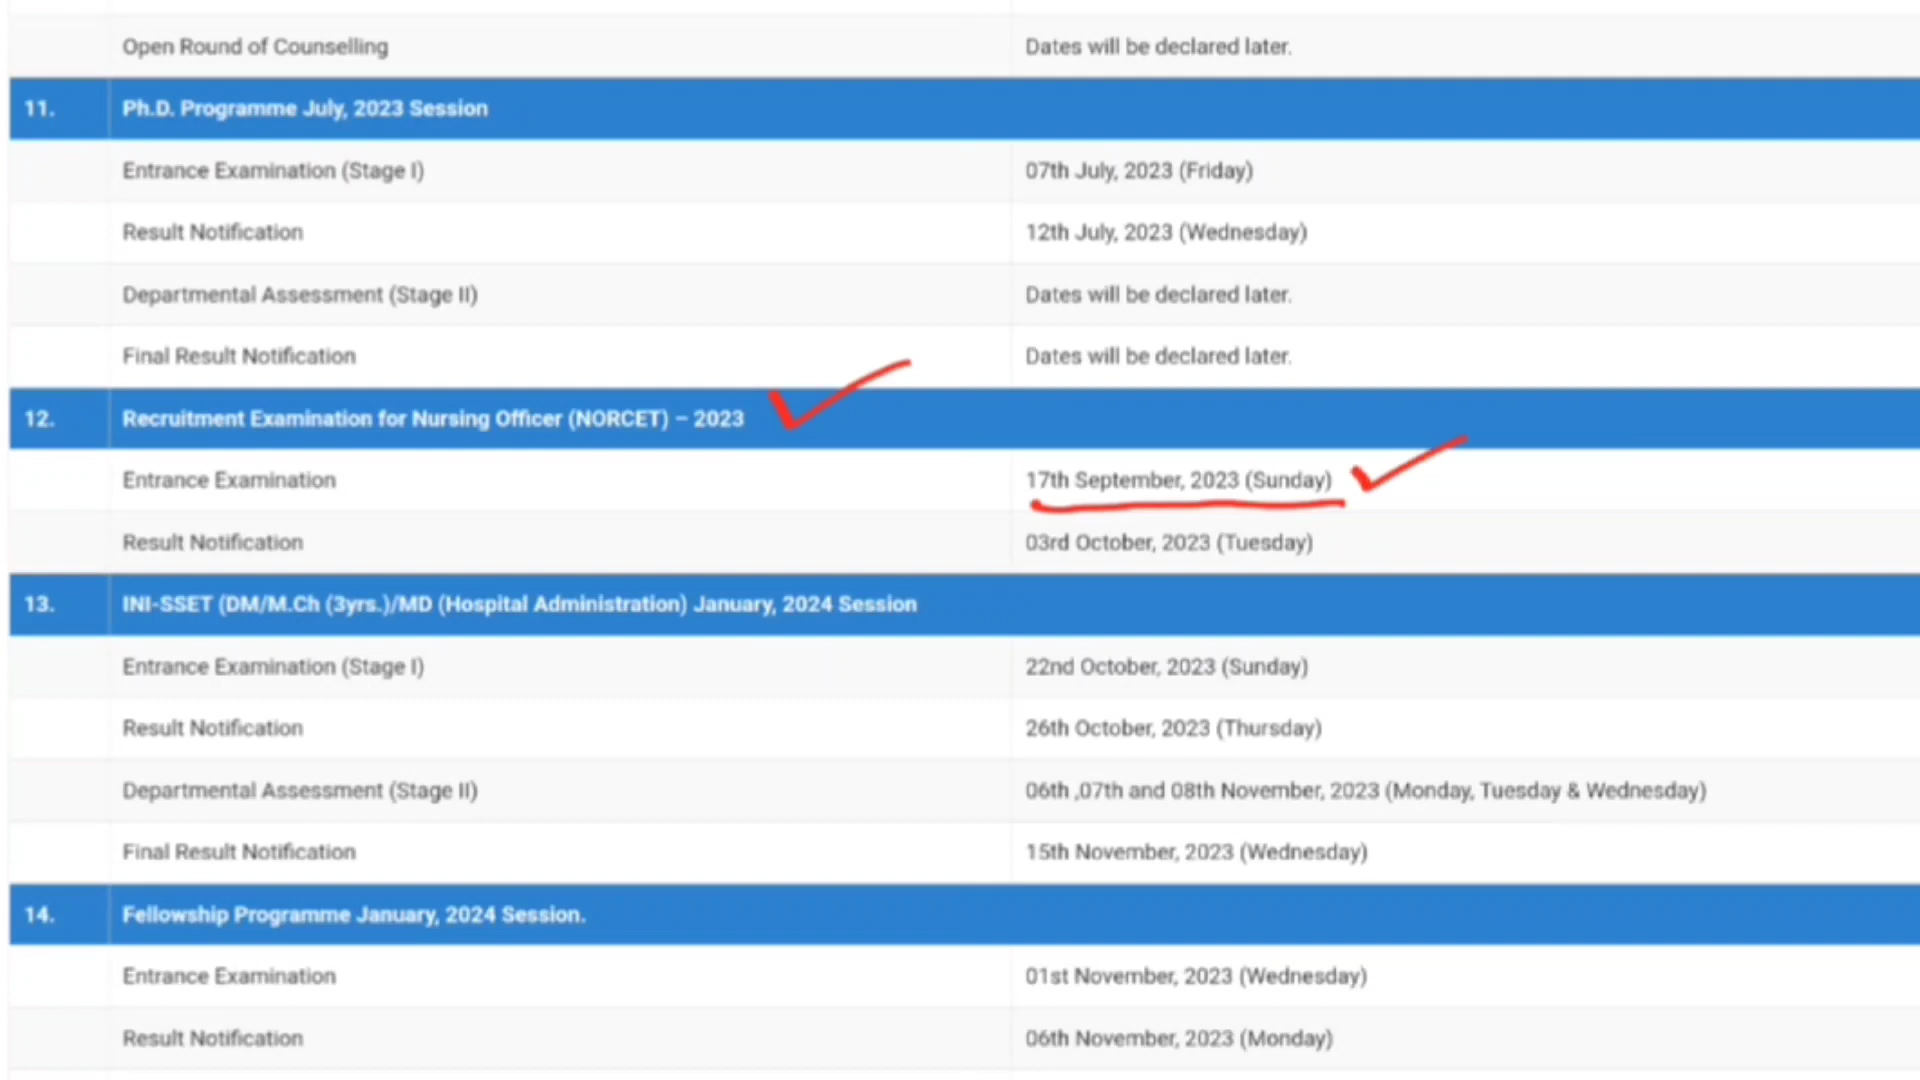 Open Round of Counselling Dates will be declared later.
11. Ph.D. Programme July, 2023 Session
Entrance Examination (Stage I) 07th July, 2023 (Friday)
Result Notification 12th July, 2023 (Wednesday)
Departmental Assessment (Stage II) Dates will be declared later.
Final Result Notification Dates will be declared later.
12. Recruitment Examination for Nursing Officer (NORCET) – 2023
Entrance Examination 17th September, 2023 (Sunday)
Result Notification 03rd October, 2023 (Tuesday)
13. INI-SSET (DM/M.Ch (3yrs.)/MD (Hospital Administration) January, 2024 Session
Entrance Examination (Stage I) 22nd October, 2023 (Sunday)
Result Notification 26th October, 2023 (Thursday)
Departmental Assessment (Stage II) 06th ,07th and 08th November, 2023 (Monday, Tuesday & Wednesday)
Final Result Notification 15th November, 2023 (Wednesday)
14. Fellowship Programme January, 2024 Session.
Entrance Examination 01st November, 2023 (Wednesday)
Result Notification 06th November, 2023 (Monday)